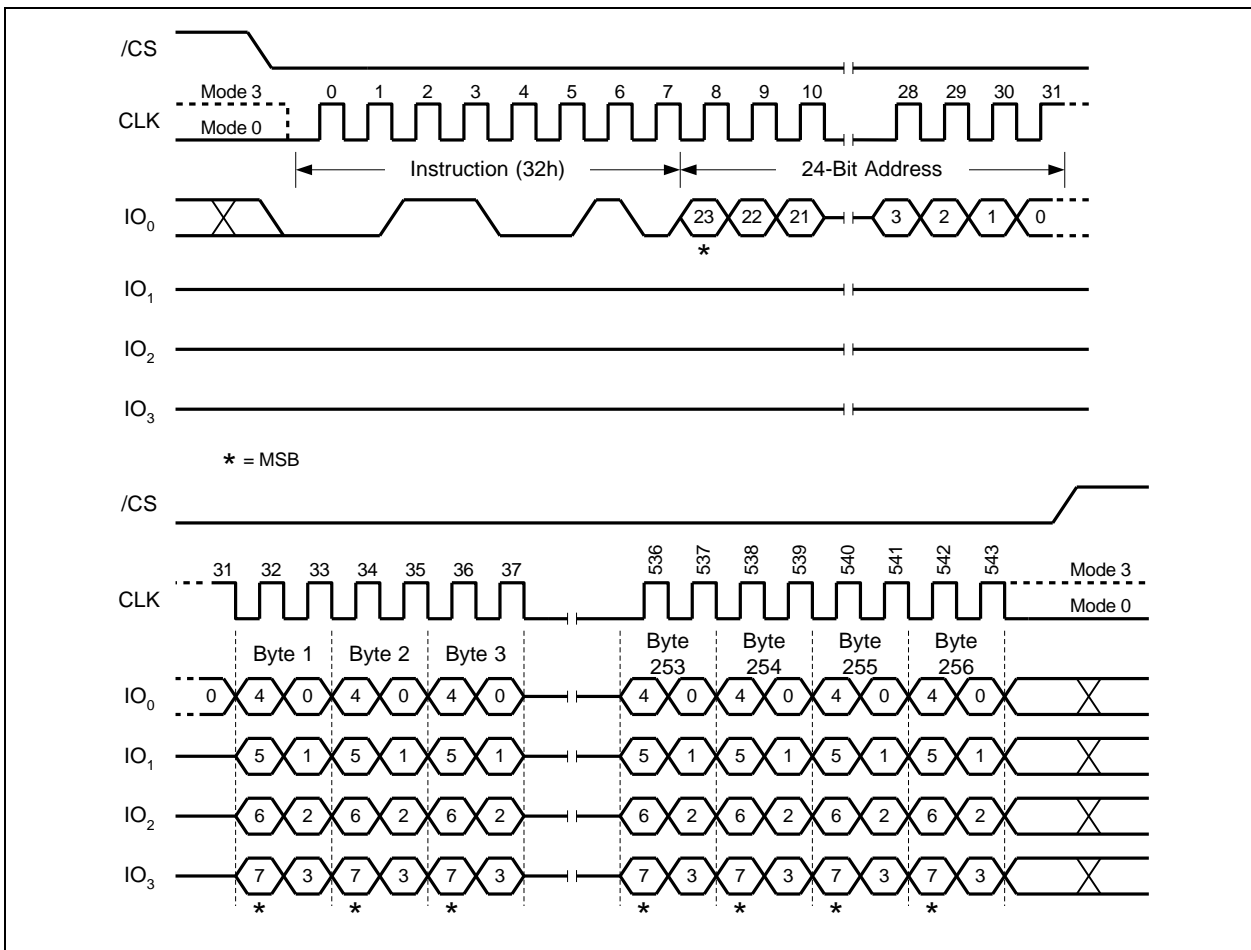 /CS
Mode 3
0 1 2 3 4 5 6 7 8 9 10 28 29 30 31
CLK
Mode 0
Instruction (32h) 24-Bit Address
IO0 23 22 21 3 2 1 0
*
IO1
IO2
IO3
* = MSB
/CS
31 32 33 34 35 36 37 536 537 538 539 540 541 542 543
Mode 3
CLK
Mode 0
Byte 1 Byte 2 Byte 3 Byte 253 Byte 254 Byte 255 Byte 256
IO0 0 4 0 4 0 4 0 4 0 4 0 4 0 4 0
IO1 5 1 5 1 5 1 5 1 5 1 5 1 5 1
IO2 6 2 6 2 6 2 6 2 6 2 6 2 6 2
IO3 7 3 7 3 7 3 7 3 7 3 7 3 7 3
* * * * * * *